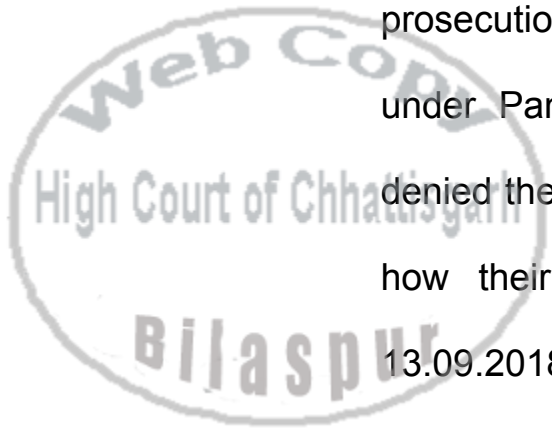 Web Copy
High Court of Chhattisgarh
Bilaspur
prosecutio
under Par
denied the
how their
13.09.2018